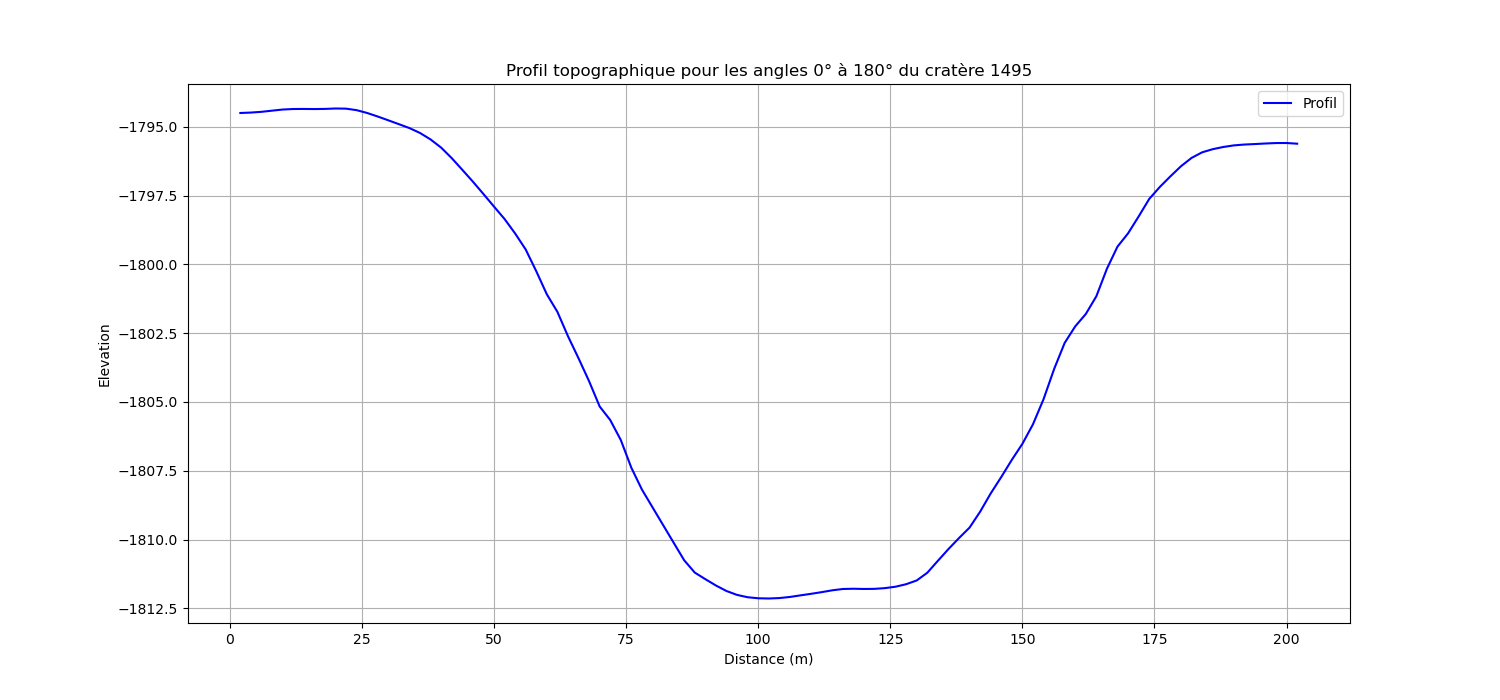 Profil topographique pour les angles 0° à 180° du cratère 1495
Profil
−1795.0
−1797.5
−1800.0
−1802.5
−1805.0
−1807.5
−1810.0
−1812.5
Elevation
0 25 50 75 100 125 150 175 200
Distance (m)